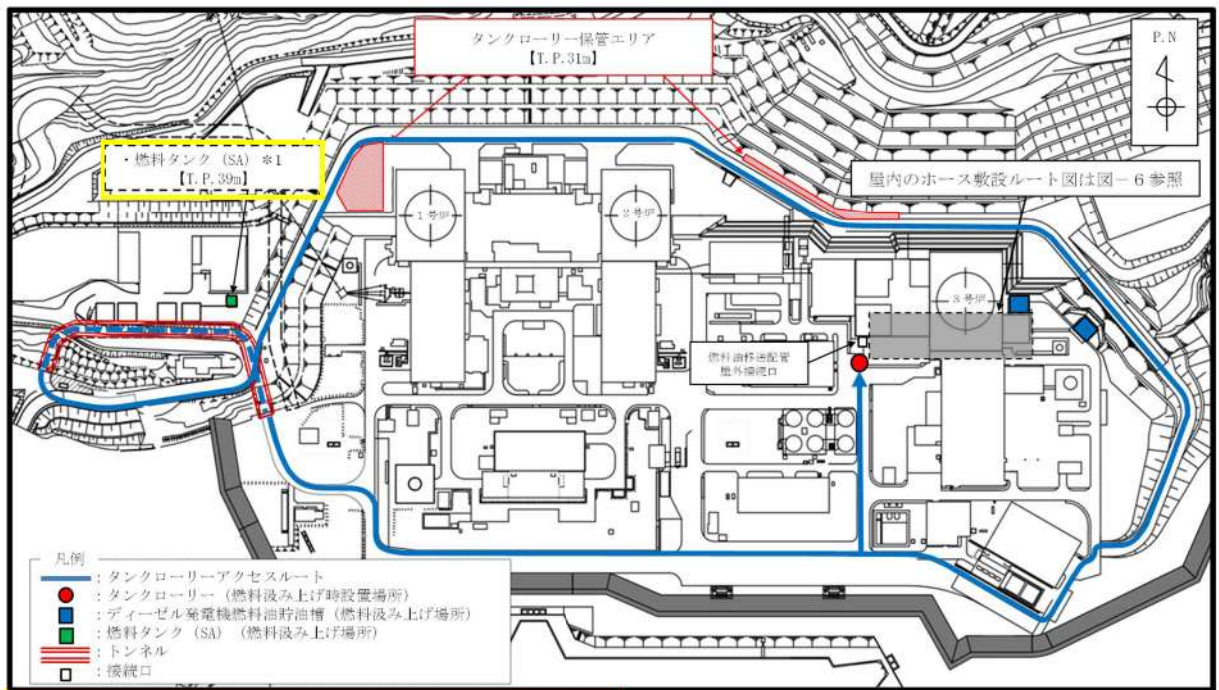 タンクローリー保管エリア
【T.P.31m】
P.N
・燃料タンク (SA) *1
【T.P.39m】
屋内のホース敷設ルート図は図－6参照
1号炉
2号炉
3号炉
燃料油移送配管
屋外接続口
凡例
：タンクローリーアクセスルート
：タンクローリー (燃料汲み上げ時設置場所)
：ディーゼル発電機燃料油貯油槽 (燃料汲み上げ場所)
：燃料タンク (SA) (燃料汲み上げ場所)
：トンネル
：接続口